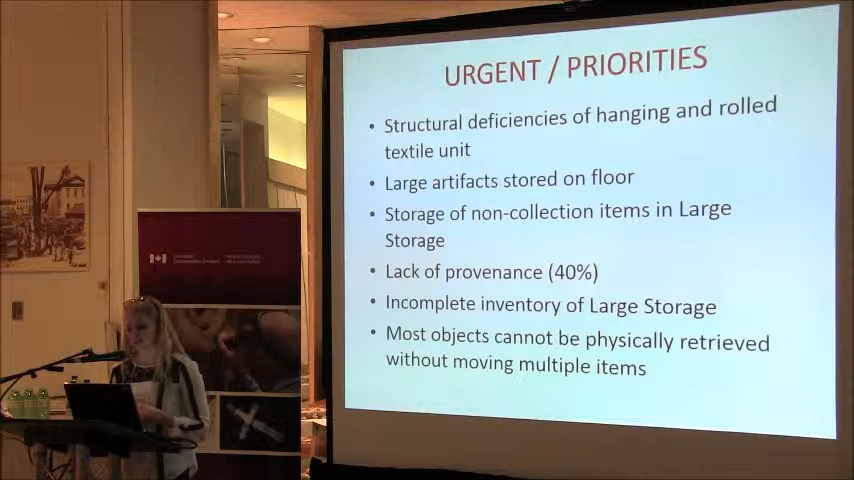 URGENT / PRIORITIES
• Structural deficiencies of hanging and rolled
textile unit
• Large artifacts stored on floor
• Storage of non-collection items in Large
Storage
• Lack of provenance (40%)
• Incomplete inventory of Large Storage
• Most objects cannot be physically retrieved
without moving multiple items